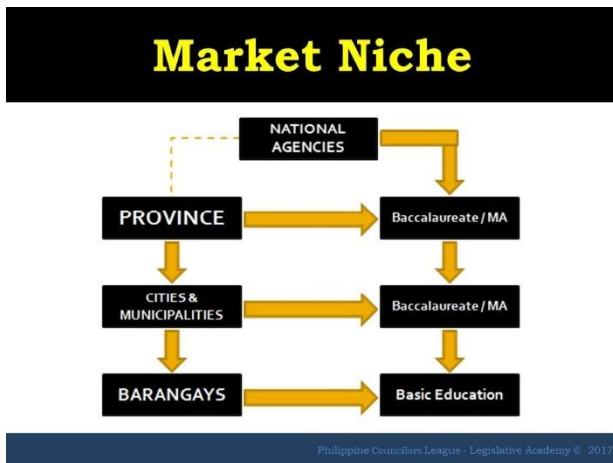 Market Niche
NATIONAL
AGENCIES
PROVINCE
Baccalaureate / MA
CITIES &
MUNICIPALITIES
Baccalaureate / MA
BARANGAYS
Basic Education
Philippine Councilors League - Legislative Academy © 2017